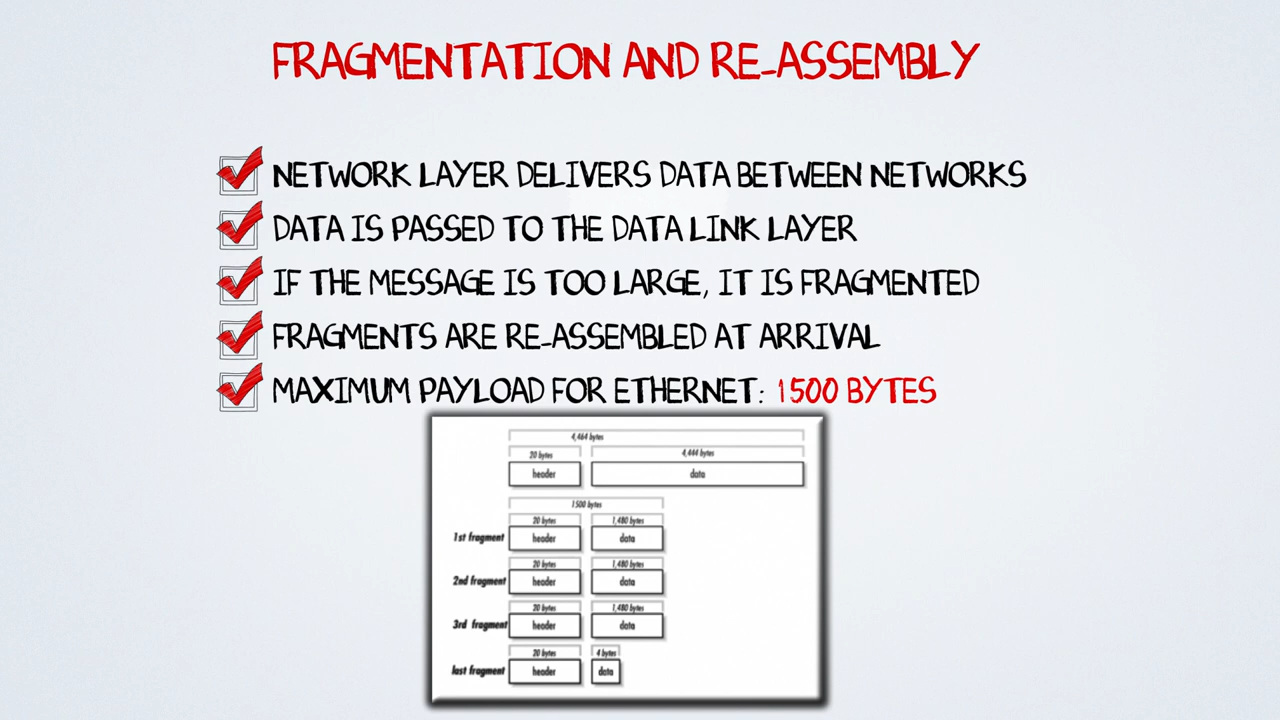 FRAGMENTATION AND RE-ASSEMBLY
NETWORK LAYER DELIVERS DATA BETWEEN NETWORKS
DATA IS PASSED TO THE DATA LINK LAYER
IF THE MESSAGE IS TOO LARGE, IT IS FRAGMENTED
FRAGMENTS ARE RE-ASSEMBLED AT ARRIVAL
MAXIMUM PAYLOAD FOR ETHERNET: 1500 BYTES
4,464 bytes
20 bytes 4,444 bytes
header data
1500 bytes
20 bytes 1,480 bytes
1st fragment header data
20 bytes 1,480 bytes
2nd fragment header data
20 bytes 1,480 bytes
3rd fragment header data
20 bytes 4 bytes
last fragment header data